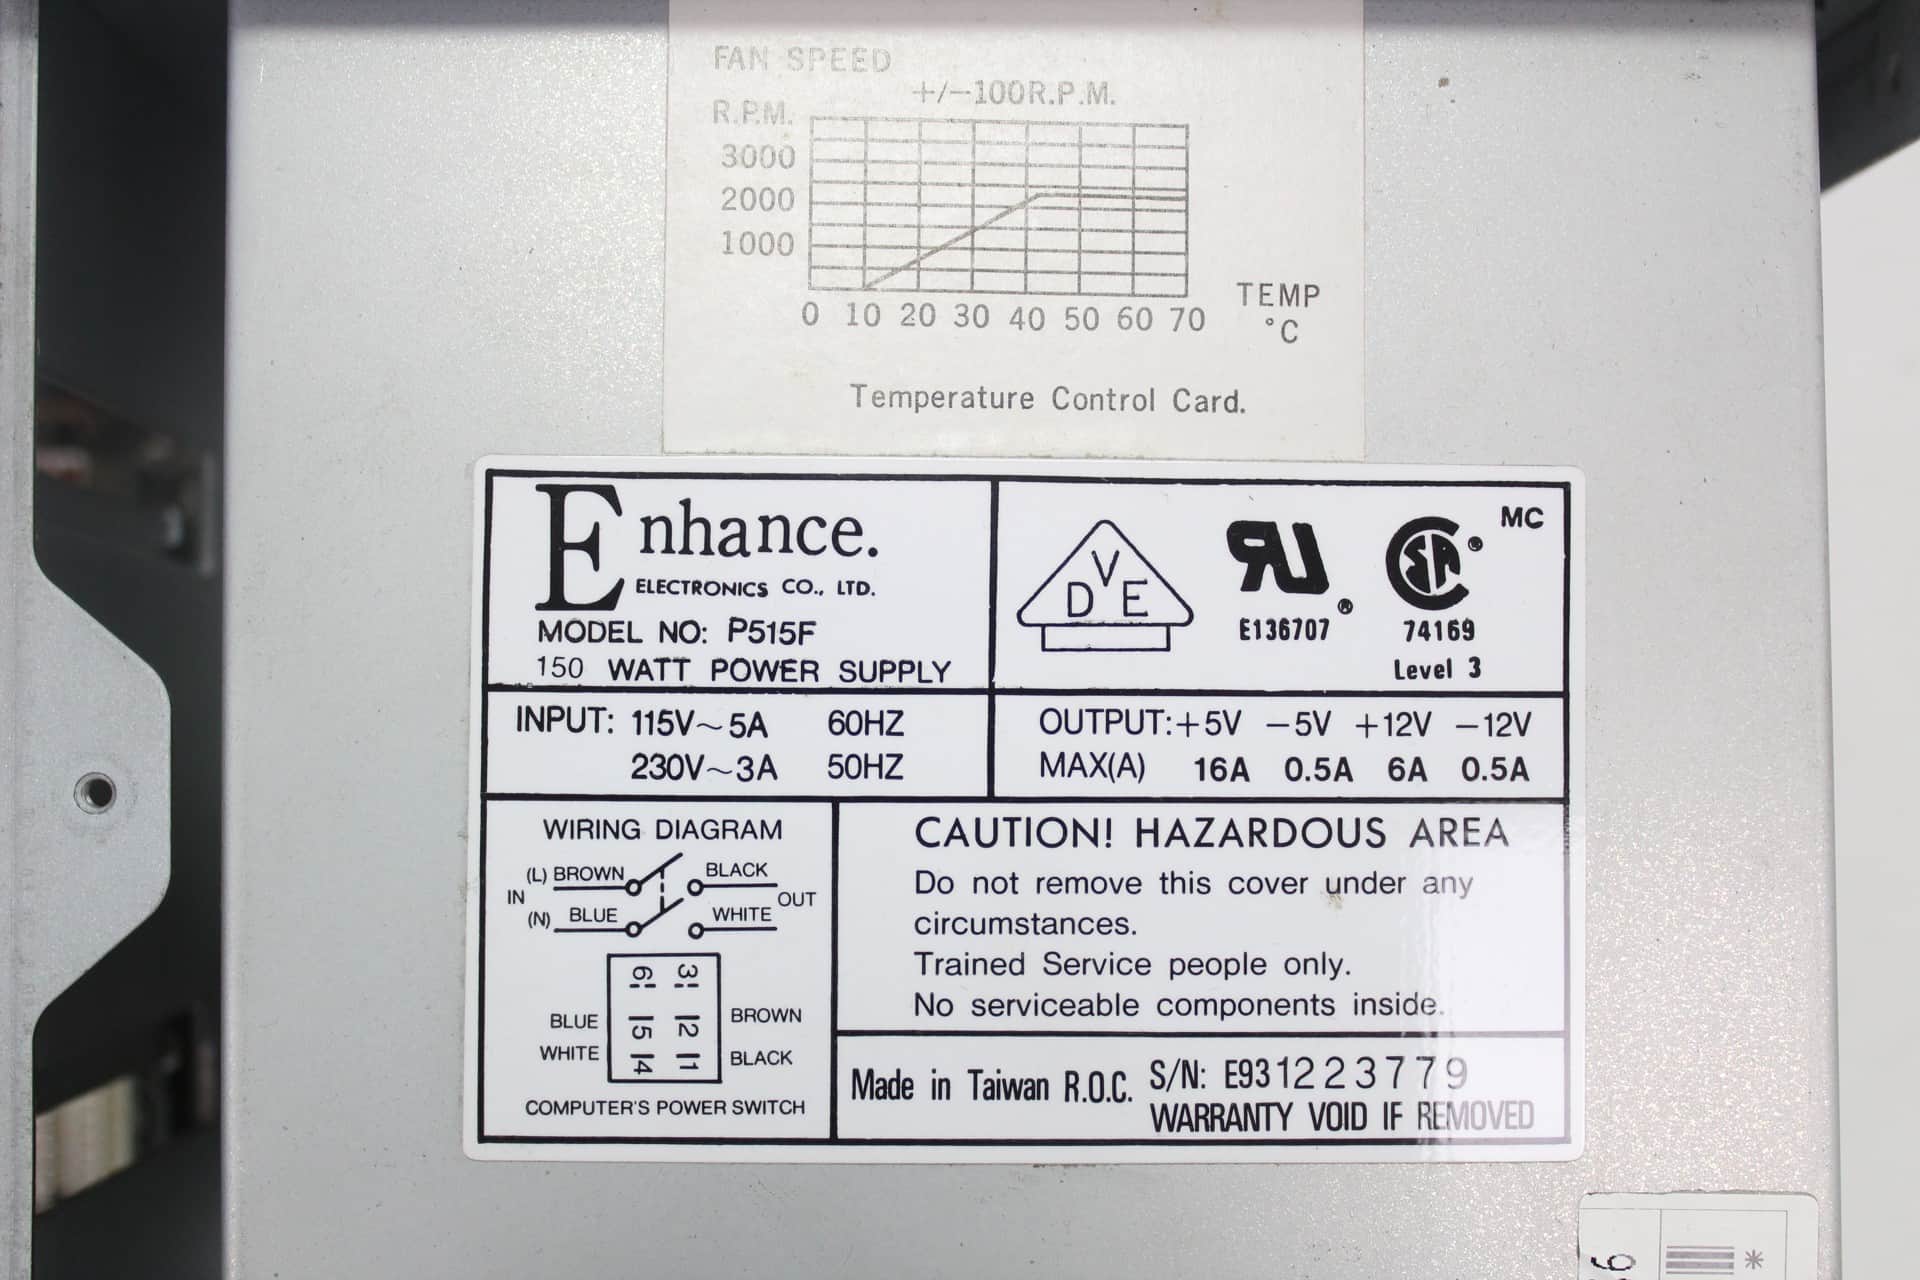 FAN SPEED
+/-100R.P.M.
R.P.M.
3000
2000
1000
0 10 20 30 40 50 60 70
TEMP
°C
Temperature Control Card.
Enhance.
ELECTRONICS CO., LTD.
MODEL NO: P515F
150 WATT POWER SUPPLY
D V E
RU ®
E136707
SA ®
MC
74169
Level 3
INPUT: 115V~5A 60HZ
230V~3A 50HZ
OUTPUT:+5V -5V +12V -12V
MAX(A) 16A 0.5A 6A 0.5A
WIRING DIAGRAM
(L) BROWN BLACK
IN OUT
(N) BLUE WHITE
6 3
BLUE 5 2 BROWN
WHITE 4 1 BLACK
COMPUTER'S POWER SWITCH
CAUTION! HAZARDOUS AREA
Do not remove this cover under any
circumstances.
Trained Service people only.
No serviceable components inside.
Made in Taiwan R.O.C. S/N: E931223779
WARRANTY VOID IF REMOVED
*